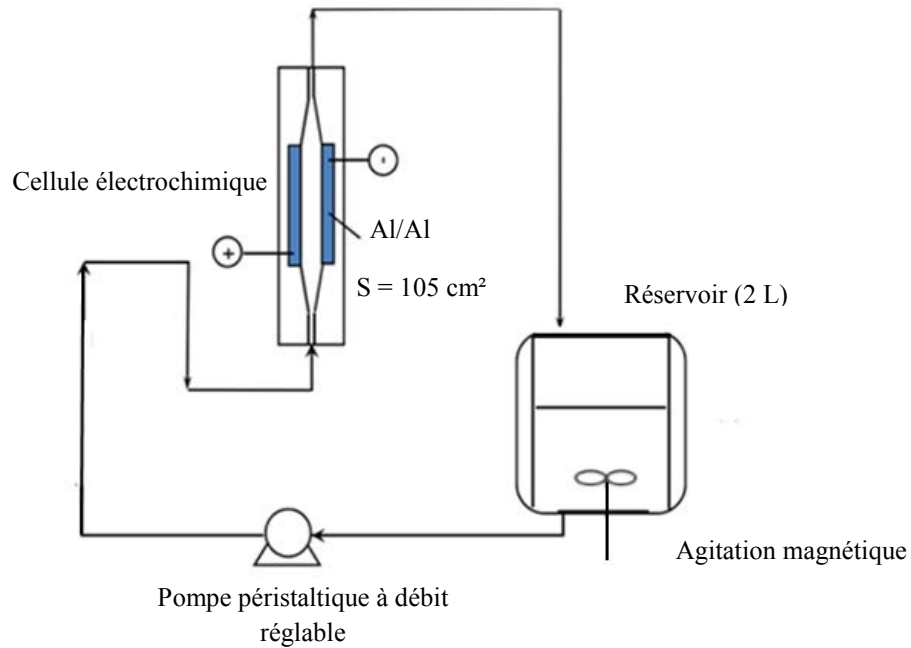 -
Cellule électrochimique
+
Al/Al
S = 105 cm²
Réservoir (2 L)
Agitation magnétique
Pompe péristaltique à débit
réglable